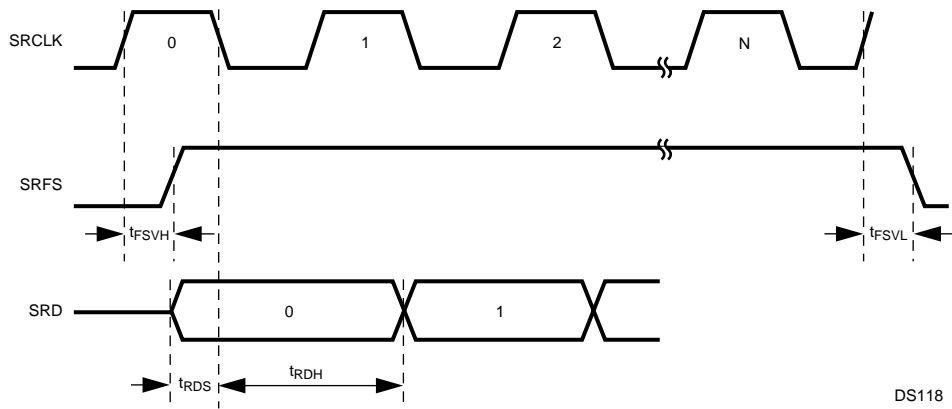 SRCLK 0 1 2 N
SRFS
tFSVH tFSVL
SRD 0 1
tRDS tRDH
DS118